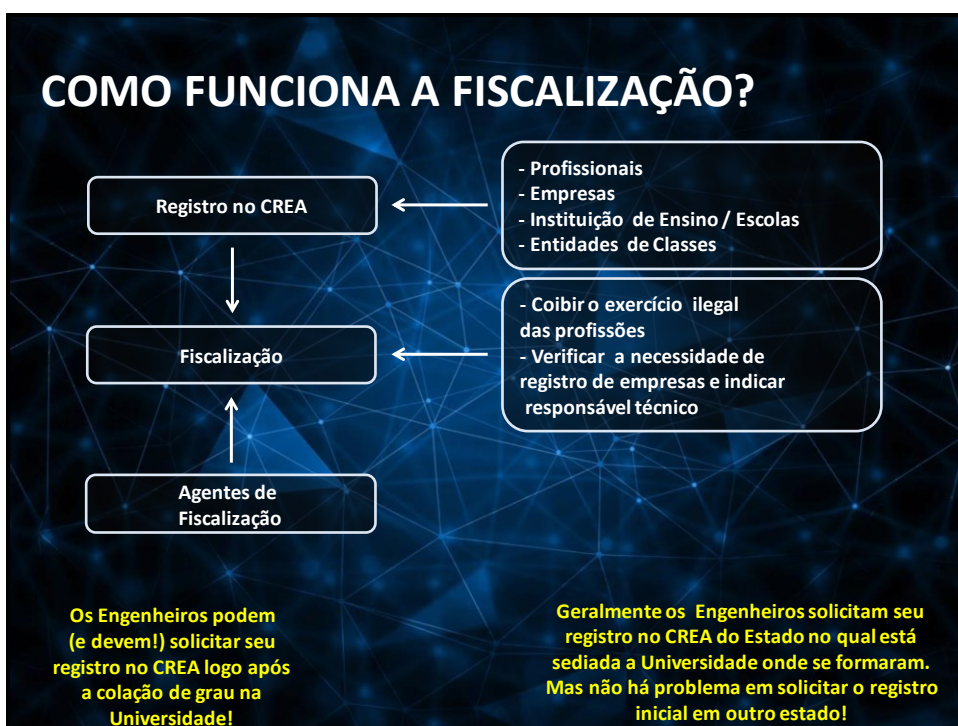 COMO FUNCIONA A FISCALIZAÇÃO?
Registro no CREA
- Profissionais
- Empresas
- Instituição de Ensino / Escolas
- Entidades de Classes
Fiscalização
- Coibir o exercício ilegal
das profissões
- Verificar a necessidade de
registro de empresas e indicar
responsável técnico
Agentes de
Fiscalização
Os Engenheiros podem
(e devem!) solicitar seu
registro no CREA logo após
a colação de grau na
Universidade!
Geralmente os Engenheiros solicitam seu
registro no CREA do Estado no qual está
sediada a Universidade onde se formaram.
Mas não há problema em solicitar o registro
inicial em outro estado!